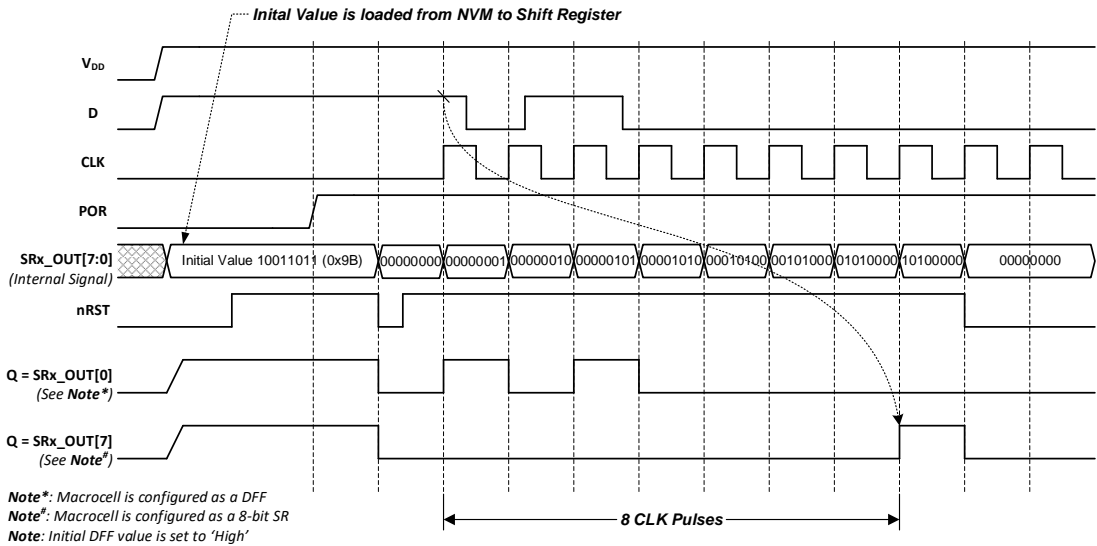 Inital Value is loaded from NVM to Shift Register
VDD
D
CLK
POR
SRx_OUT[7:0]
(Internal Signal)
Initial Value 10011011 (0x9B) 00000000 00000001 00000010 00000101 00001010 00010100 00101000 01010000 10100000 00000000
nRST
Q = SRx_OUT[0]
(See Note*)
Q = SRx_OUT[7]
(See Note#)
Note*: Macrocell is configured as a DFF
Note#: Macrocell is configured as a 8-bit SR
Note: Initial DFF value is set to ‘High’
8 CLK Pulses